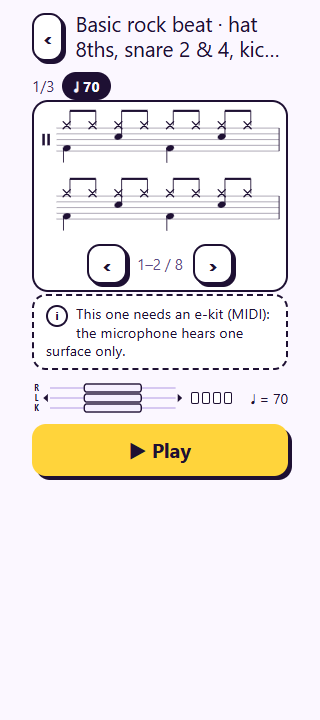 Basic rock beat · hat
8ths, snare 2 & 4, kic...
1/3 ♩ 70
1–2 / 8
This one needs an e-kit (MIDI):
the microphone hears one
surface only.
R
L
K
♩ = 70
▶ Play